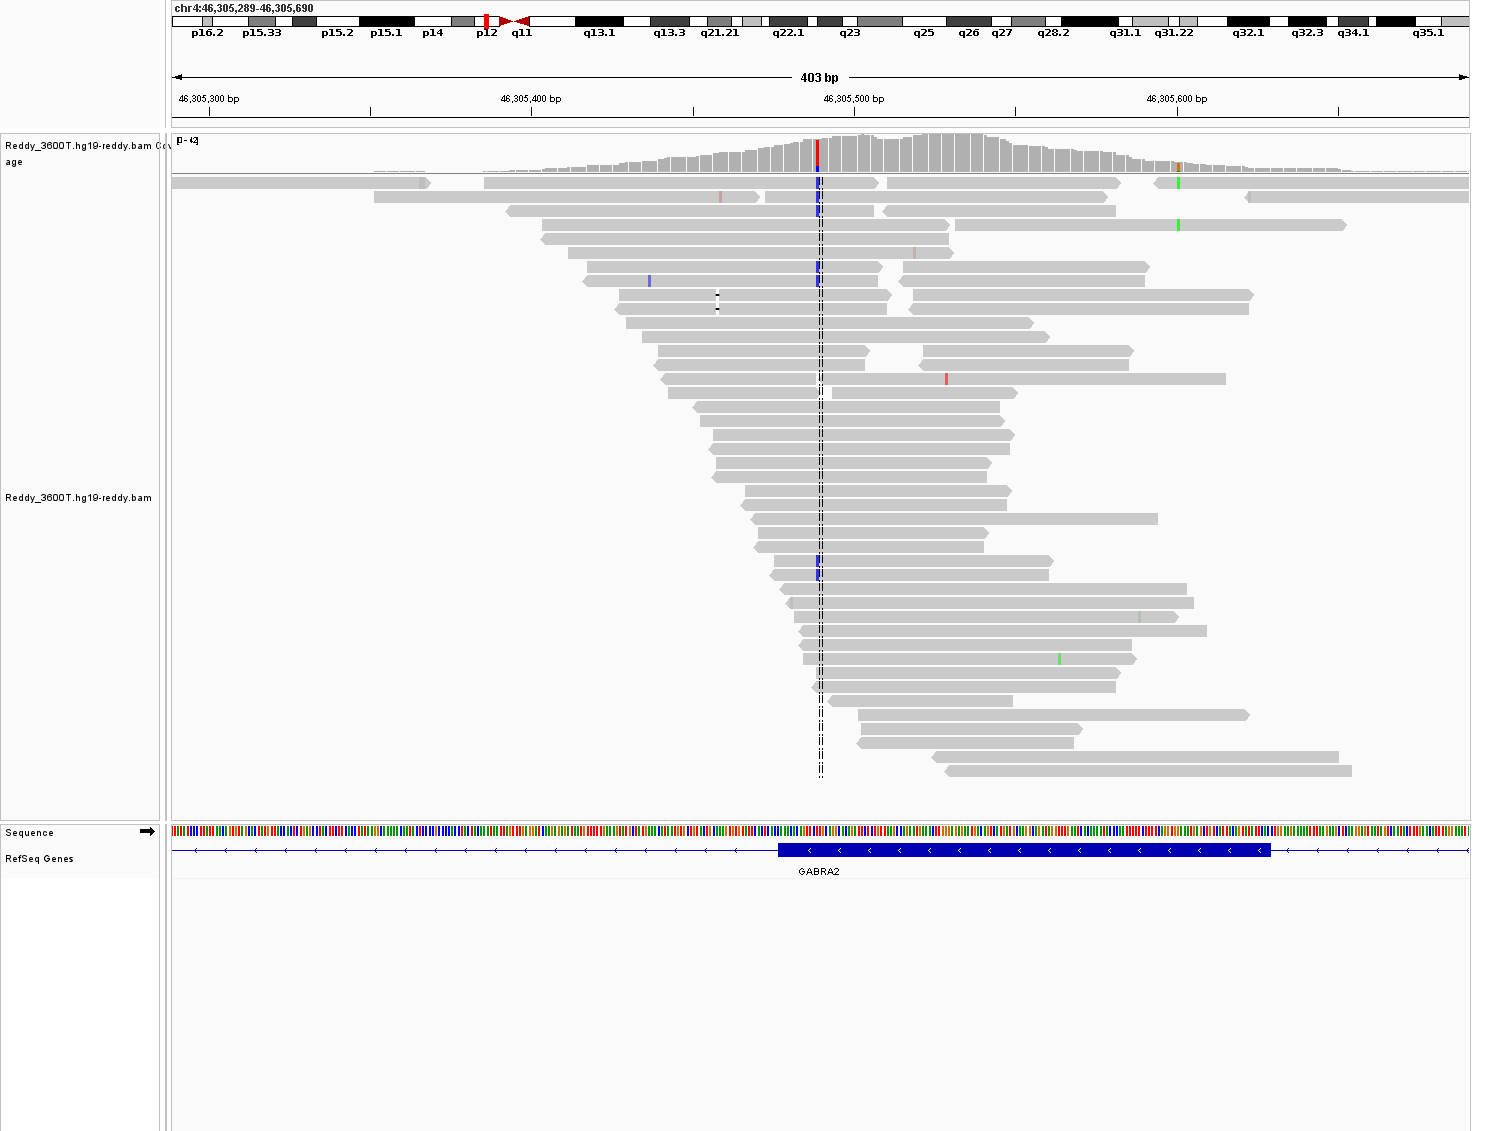 chr4:46,305,289-46,305,690
p16.2 p15.33 p15.2 p15.1 p14 p12 q11 q13.1 q13.3 q21.21 q22.1 q23 q25 q26 q27 q28.2 q31.1 q31.22 q32.1 q32.3 q34.1 q35.1
403 bp
46,305,300 bp 46,305,400 bp 46,305,500 bp 46,305,600 bp
Reddy_3600T.hg19-reddy.bam Cov
age
[0 - 42]
Reddy_3600T.hg19-reddy.bam
Sequence
RefSeq Genes
GABRA2